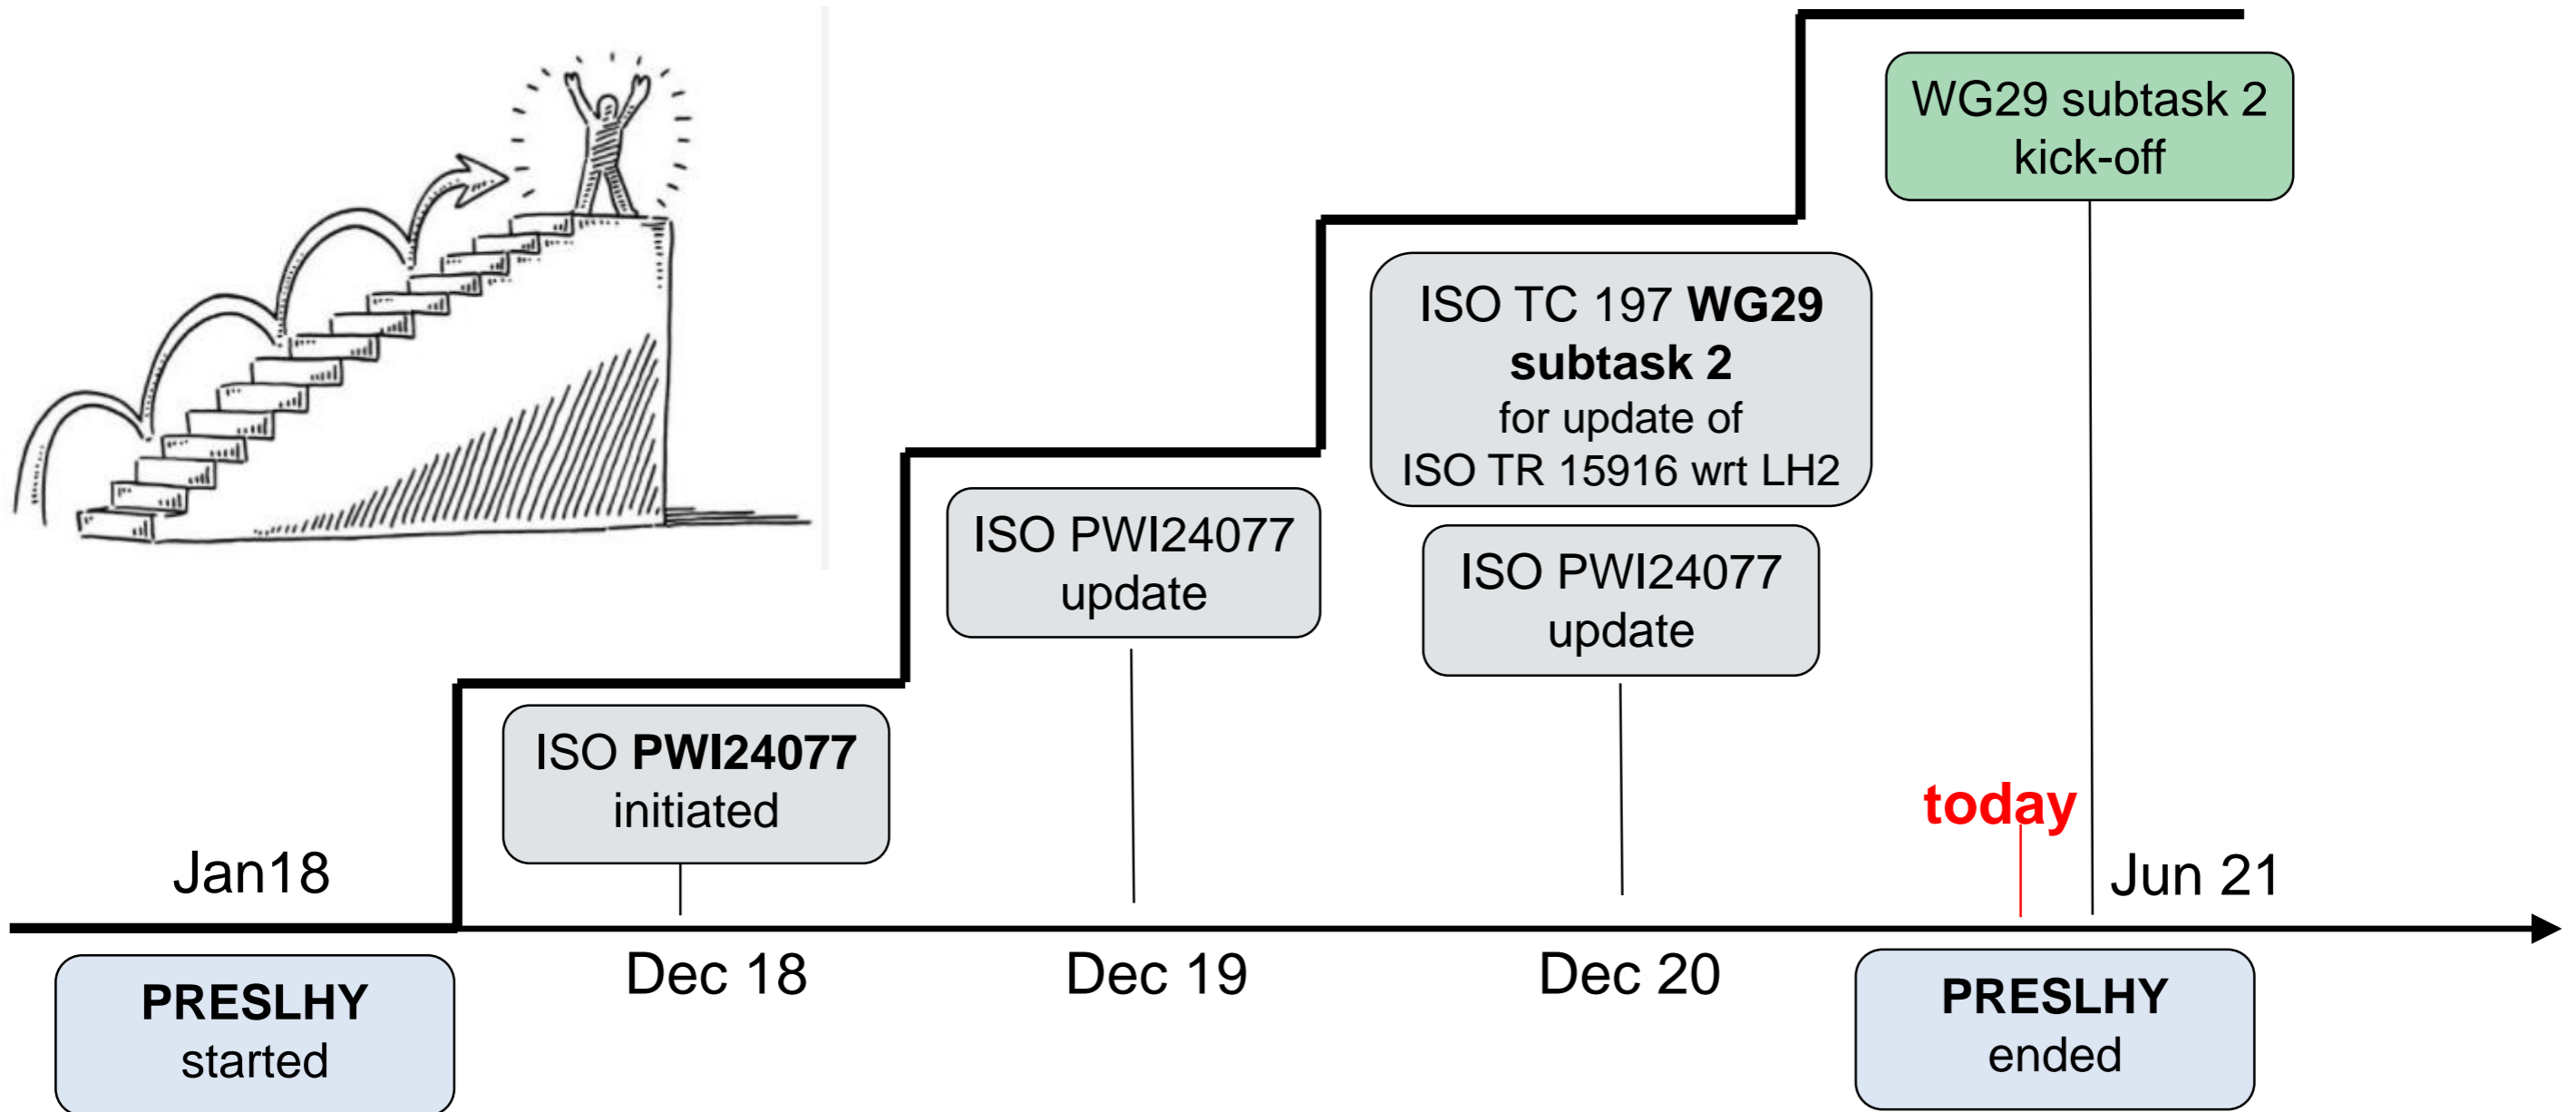 WG29 subtask 2
kick-off
ISO TC 197 WG29
subtask 2
for update of
ISO TR 15916 wrt LH2
ISO PWI24077
update
ISO PWI24077
update
ISO PWI24077
initiated
today
Jan18
Jun 21
Dec 18
Dec 19
Dec 20
PRESLHY
started
PRESLHY
ended